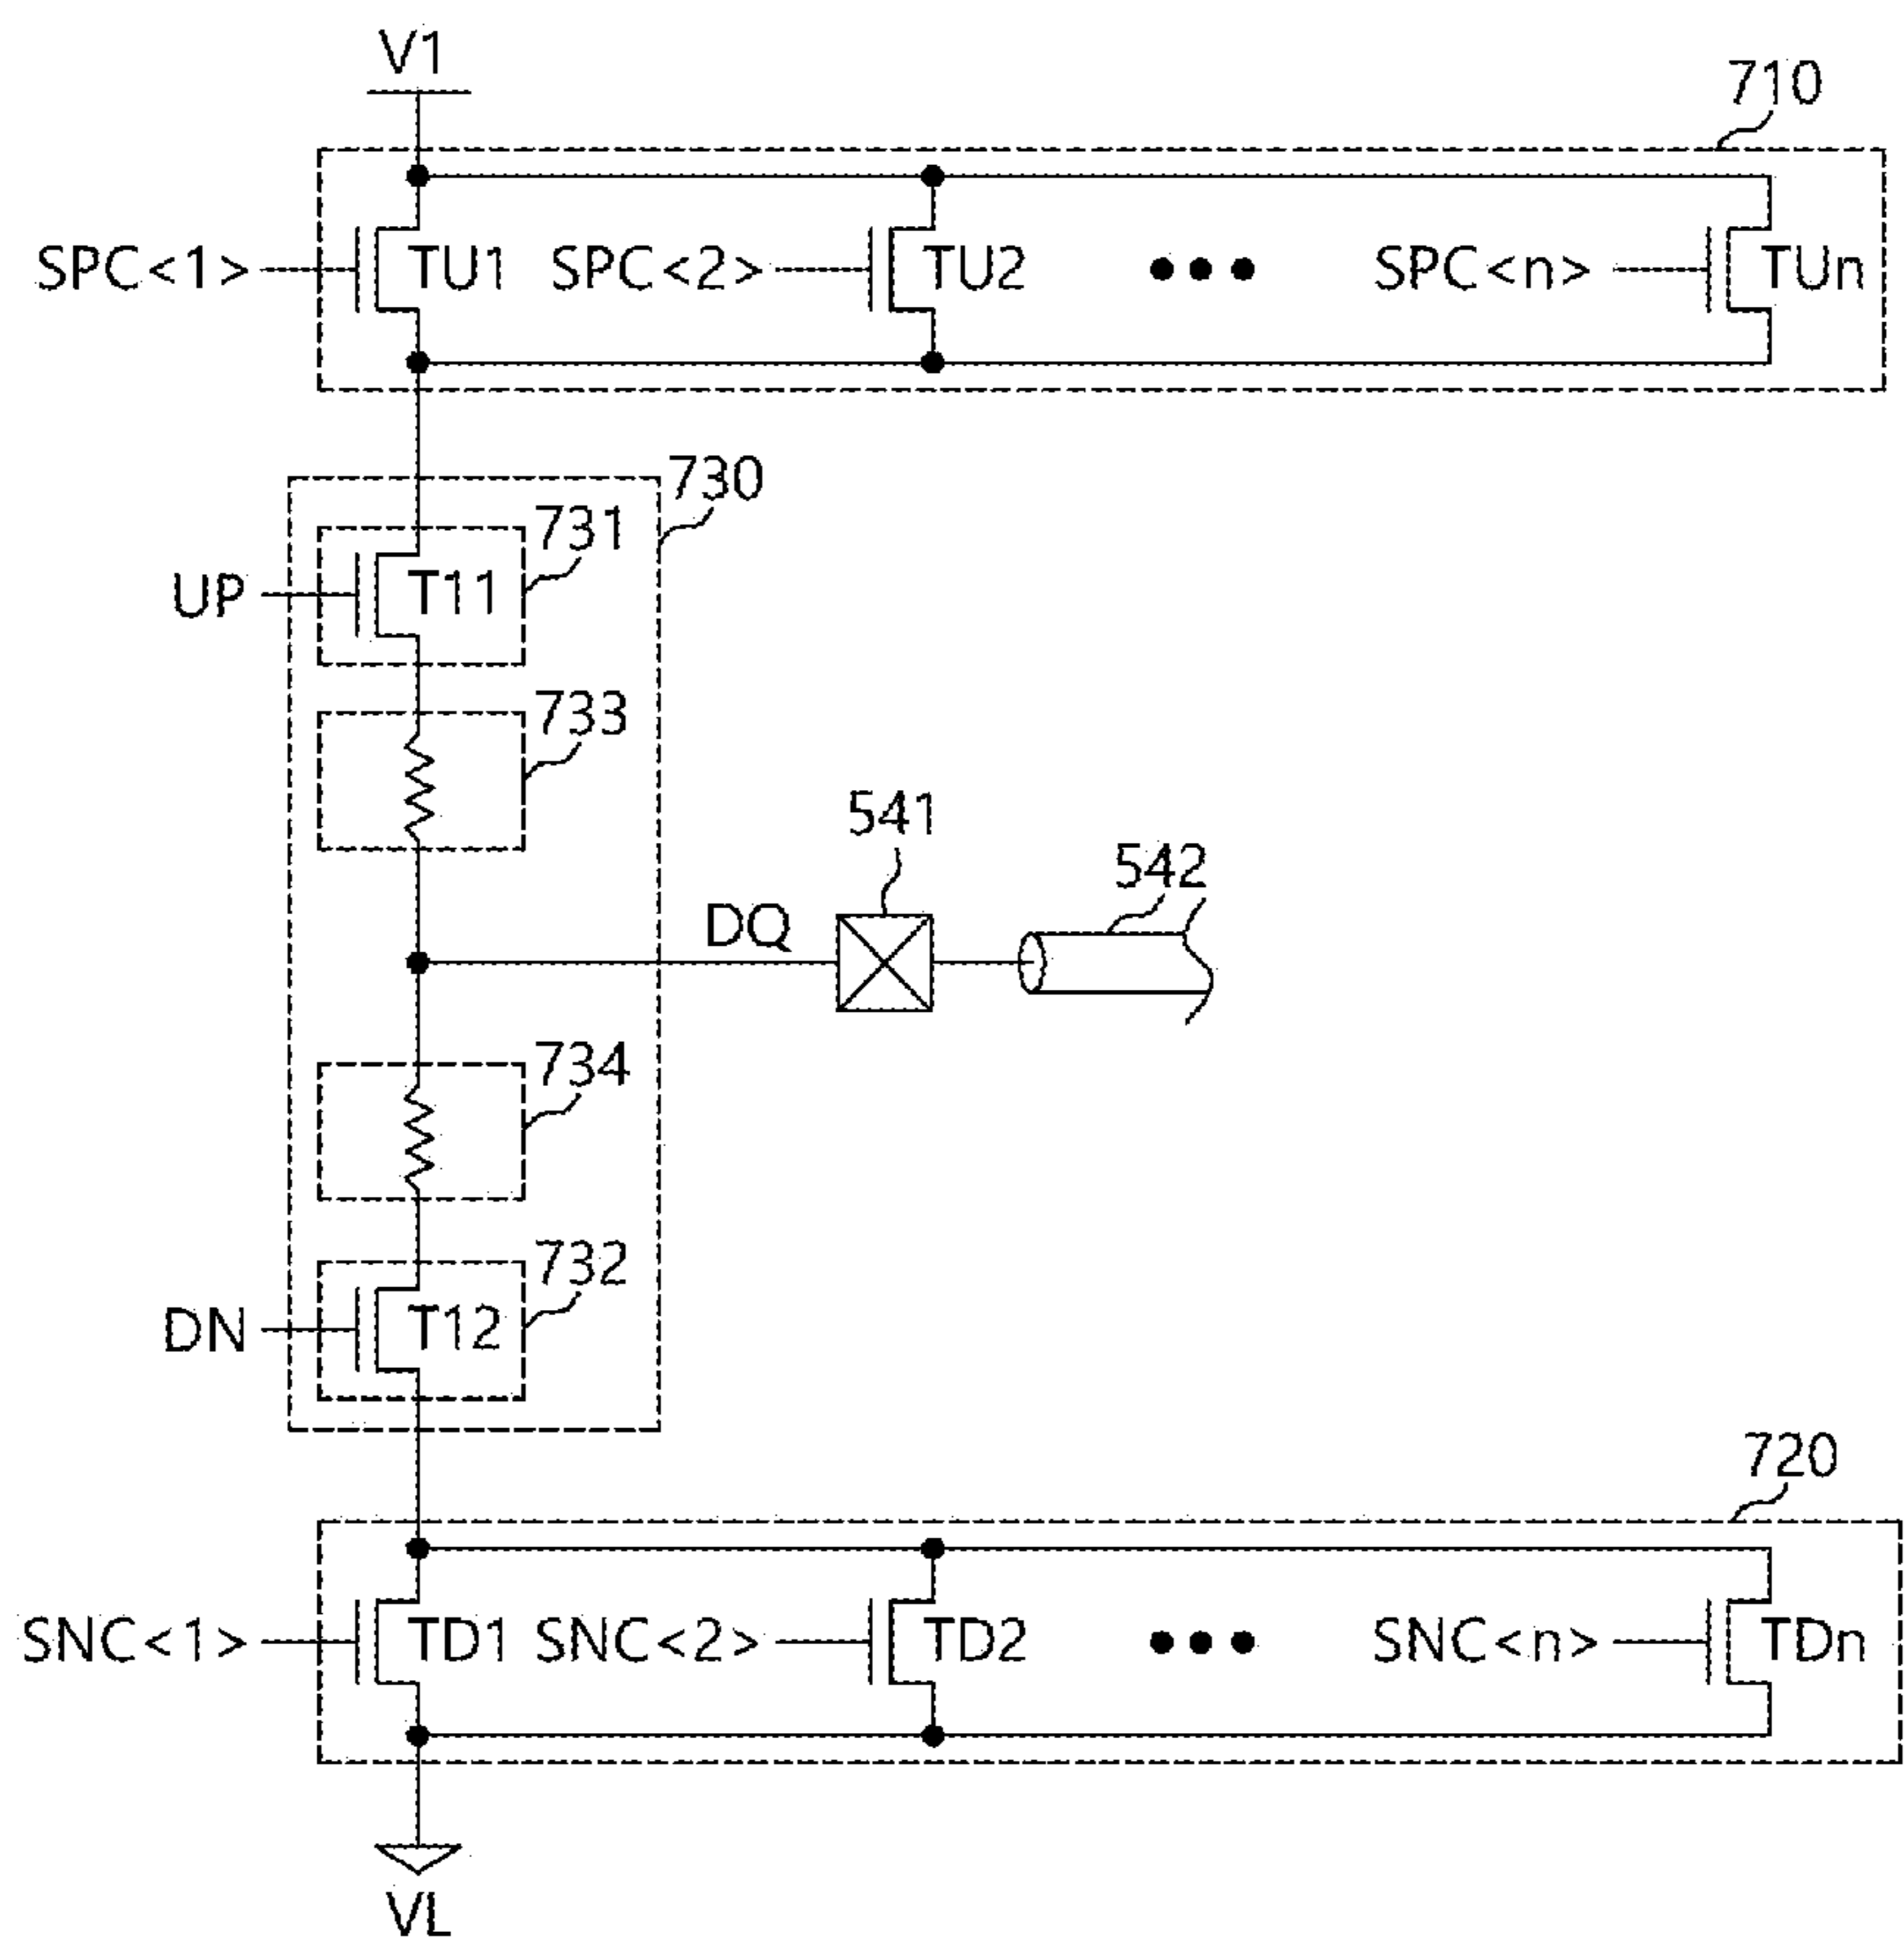 V1
710
SPC<1> TU1 SPC<2> TU2 ••• SPC<n> TUn
730
731
UP T11
733
541
542
DQ
734
732
DN T12
720
SNC<1> TD1 SNC<2> TD2 ••• SNC<n> TDn
VL